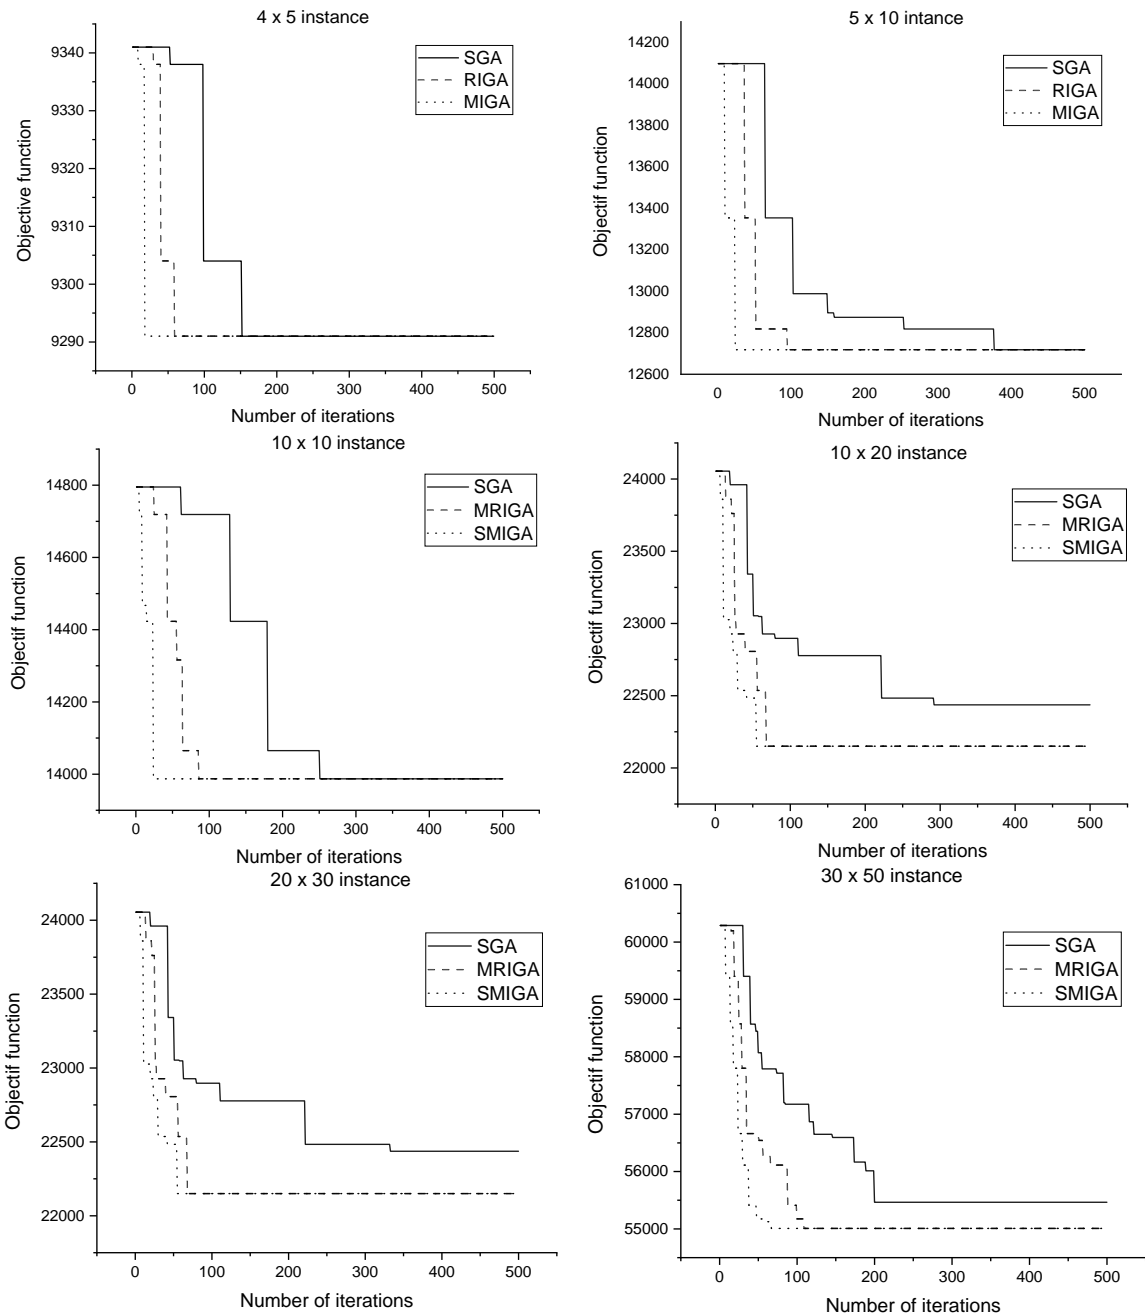 4 x 5 instance
9340
9330
9320
9310
9300
9290
Objective function
SGA
RIGA
MIGA
0 100 200 300 400 500
Number of iterations
5 x 10 intance
14200
14000
13800
13600
13400
13200
13000
12800
12600
Objectif function
SGA
RIGA
MIGA
0 100 200 300 400 500
Number of iterations
10 x 10 instance
14800
14600
14400
14200
14000
Objectif function
SGA
MRIGA
SMIGA
0 100 200 300 400 500
Number of iterations
10 x 20 instance
24000
23500
23000
22500
22000
Objectif function
SGA
MRIGA
SMIGA
0 100 200 300 400 500
Number of iterations
20 x 30 instance
24000
23500
23000
22500
22000
Objectif function
SGA
MRIGA
SMIGA
0 100 200 300 400 500
Number of iterations
30 x 50 instance
61000
60000
59000
58000
57000
56000
55000
Objectif function
SGA
MRIGA
SMIGA
0 100 200 300 400 500
Number of iterations